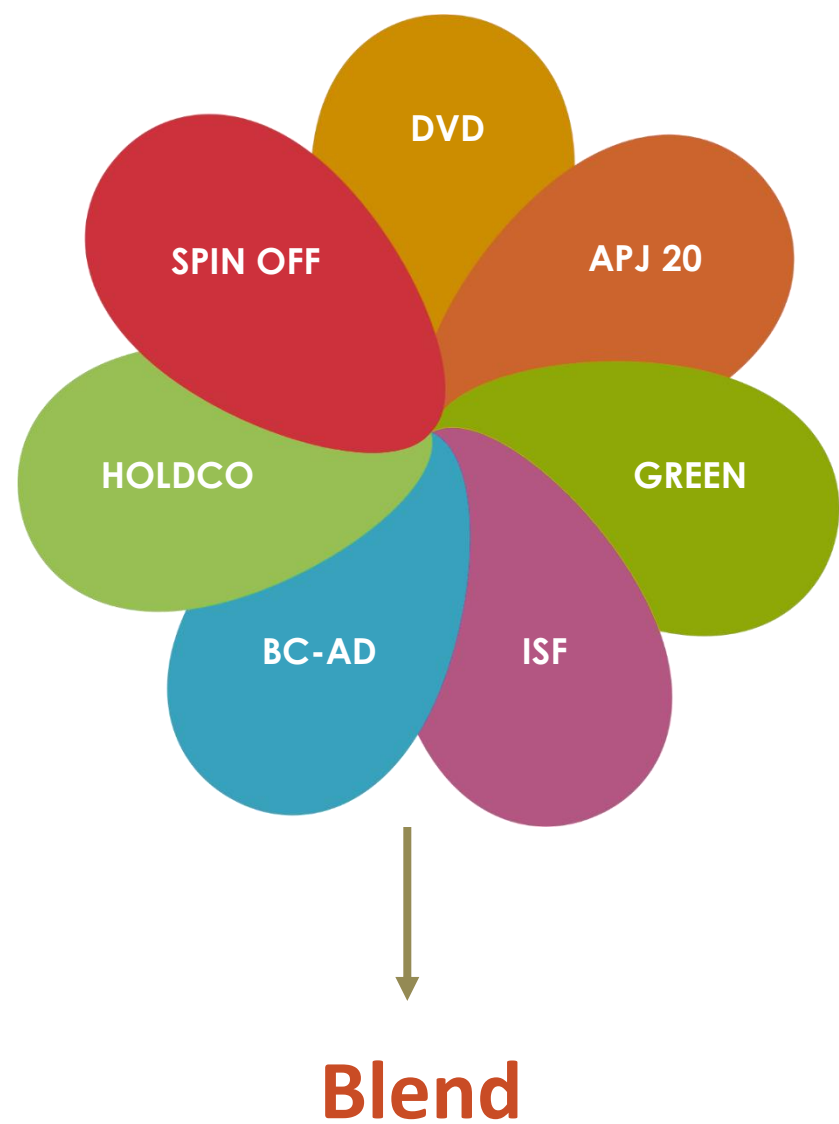 DVD
SPIN OFF
APJ 20
HOLDCO
GREEN
BC-AD
ISF
Blend